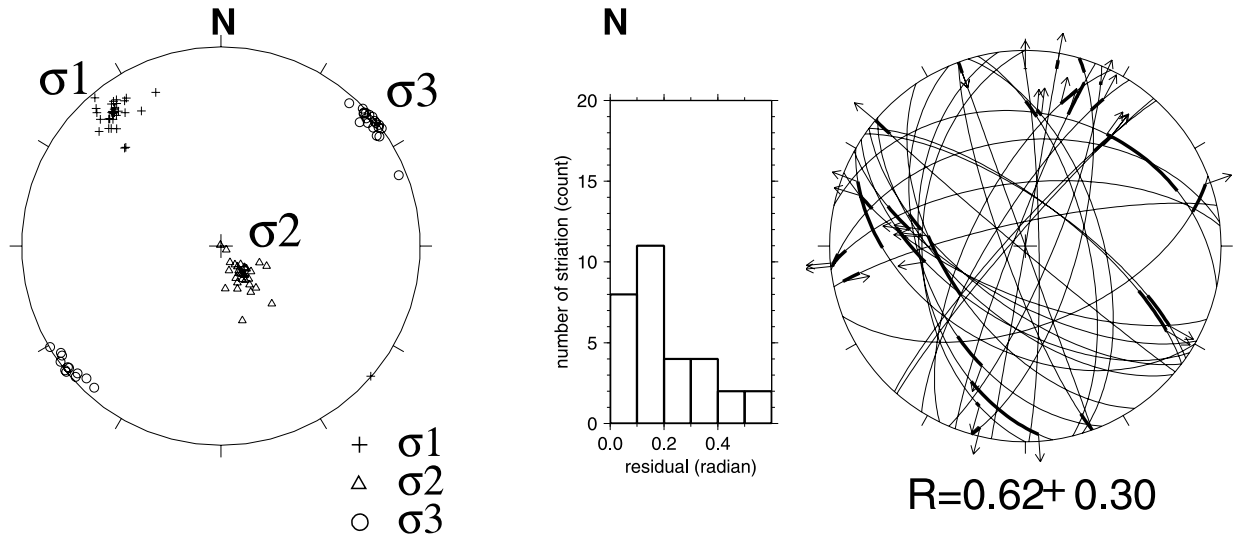 N
σ1
σ3
σ2
+ σ1
△ σ2
○ σ3
N
number of striation (count)
20
15
10
5
0
0.0 0.2 0.4
residual (radian)
R=0.62+ 0.30